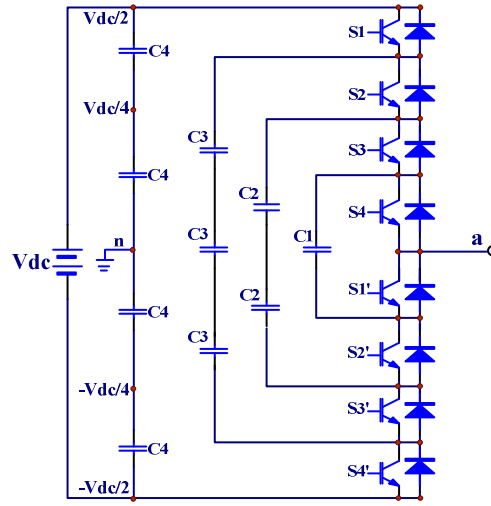 Vdc/2
S1
C4
Vdc/4
S2
C3
S3
C4
C2
S4
C1
n
a
Vdc
C3
S1'
C2
C4
C3
S2'
-Vdc/4
S3'
C4
S4'
-Vdc/2